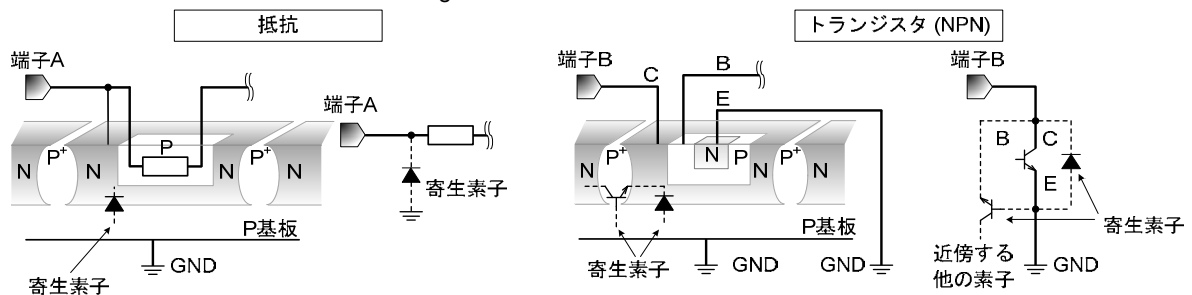 g
抵抗
トランジスタ (NPN)
端子A
端子A
P
N
P+
N
N
P+
N
寄生素子
P基板
GND
寄生素子
端子B
C
B
E
N
P+
N
N
P
N
P+
N
P基板
GND
GND
寄生素子
端子B
B
C
E
寄生素子
近傍する
他の素子
GND